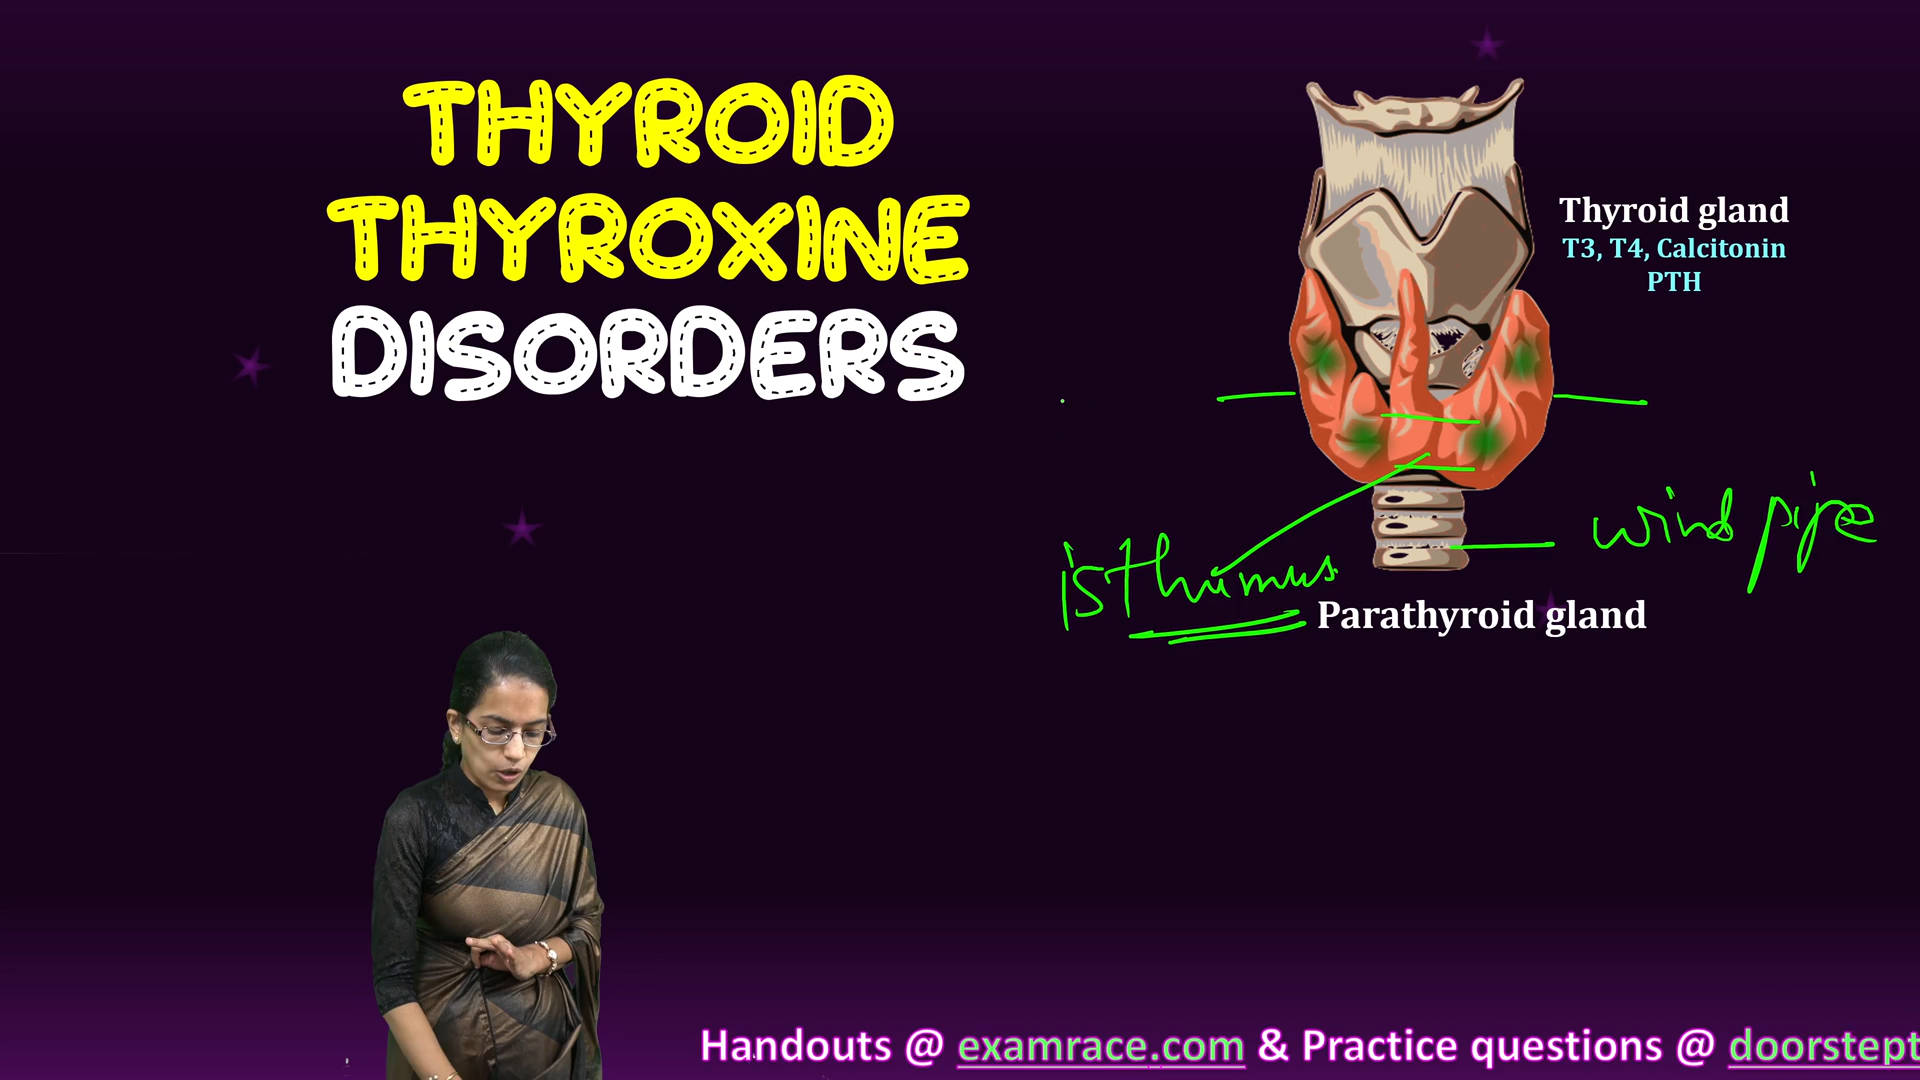 THYROID
THYROXINE
DISORDERS
Thyroid gland
T3, T4, Calcitonin
PTH
wind pipe
isthumus
Parathyroid gland
Handouts @ examrace.com & Practice questions @ doorstept